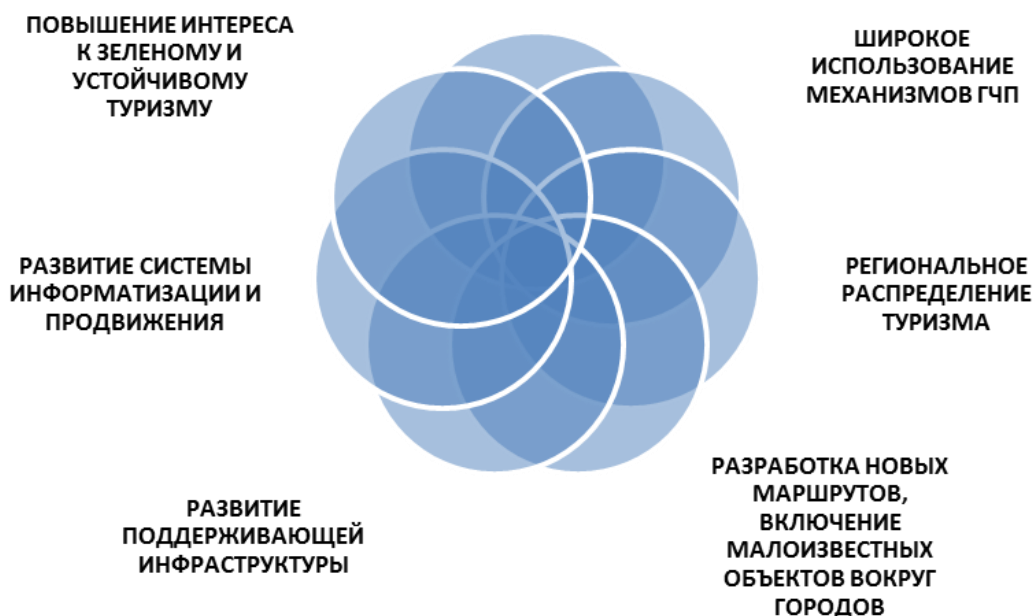 ПОВЫШЕНИЕ ИНТЕРЕСА
К ЗЕЛЕНОМУ И
УСТОЙЧИВОМУ
ТУРИЗМУ
ШИРОКОЕ
ИСПОЛЬЗОВАНИЕ
МЕХАНИЗМОВ ГЧП
РАЗВИТИЕ СИСТЕМЫ
ИНФОРМАТИЗАЦИИ И
ПРОДВИЖЕНИЯ
РЕГИОНАЛЬНОЕ
РАСПРЕДЕЛЕНИЕ
ТУРИЗМА
РАЗВИТИЕ
ПОДДЕРЖИВАЮЩЕЙ
ИНФРАСТРУКТУРЫ
РАЗРАБОТКА НОВЫХ
МАРШРУТОВ,
ВКЛЮЧЕНИЕ
МАЛОИЗВЕСТНЫХ
ОБЪЕКТОВ ВОКРУГ
ГОРОДОВ